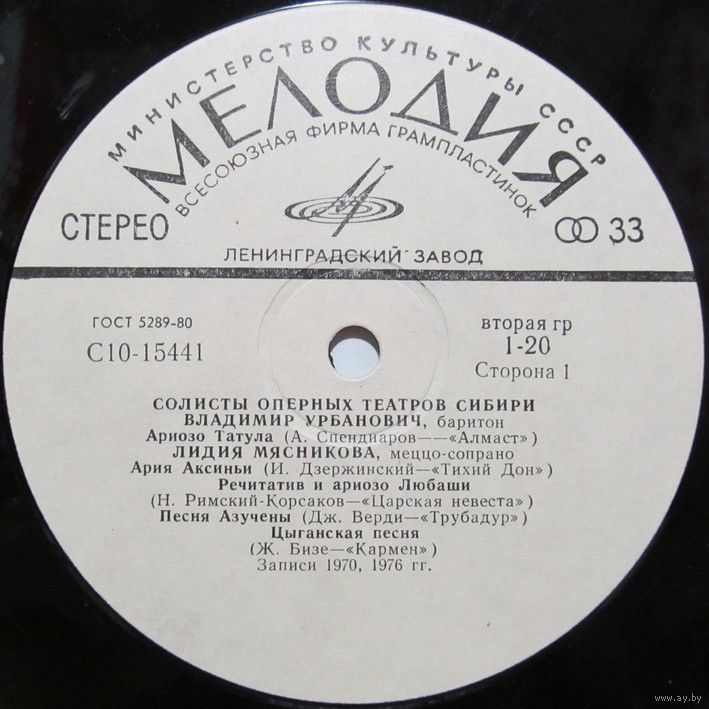 МИНИСТЕРСТВО КУЛЬТУРЫ СССР
МЕЛОДИЯ
ВСЕСОЮЗНАЯ ФИРМА ГРАМПЛАСТИНОК
СТЕРЕО
33
ЛЕНИНГРАДСКИЙ ЗАВОД
ГОСТ 5289-80
С10-15441
вторая гр
1-20
Сторона 1
СОЛИСТЫ ОПЕРНЫХ ТЕАТРОВ СИБИРИ
ВЛАДИМИР УРБАНОВИЧ, баритон
Ариозо Татула (А. Спендиаров——«Алмаст»)
ЛИДИЯ МЯСНИКОВА, меццо-сопрано
Ария Аксиньи (И. Дзержинский—«Тихий Дон»)
Речитатив и ариозо Любаши
(Н. Римский-Корсаков—«Царская невеста»)
Песня Азучены (Дж. Верди—«Трубадур»)
Цыганская песня
(Ж. Бизе—«Кармен»)
Записи 1970, 1976 гг.
www.ay.by